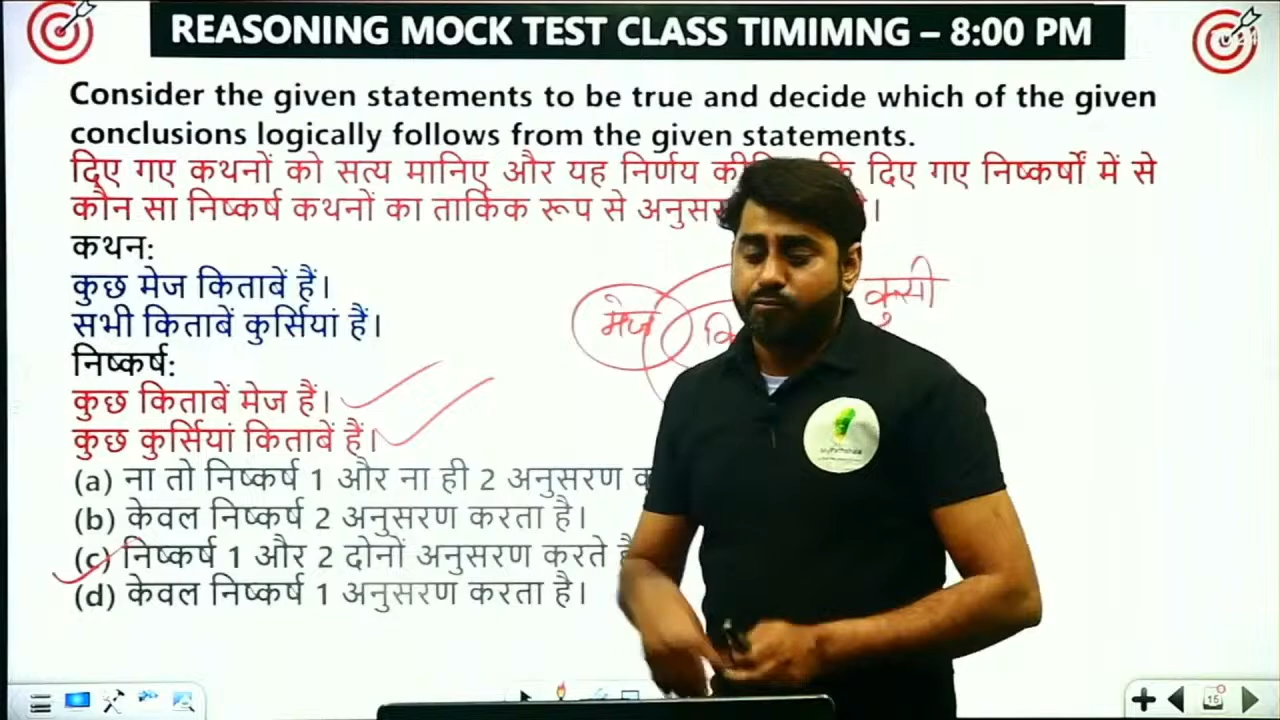 REASONING MOCK TEST CLASS TIMIMNG – 8:00 PM
Consider the given statements to be true and decide which of the given
conclusions logically follows from the given statements.
दिए गए कथनों को सत्य मानिए और यह निर्णय दिए गए निष्कर्षों में से
कौन सा निष्कर्ष कथनों का तार्किक रूप से
कथन:
कुछ मेज किताबें हैं।
सभी किताबें कुर्सियां हैं।
मेज
कुर्सी
निष्कर्ष:
कुछ किताबें मेज हैं।
कुछ कुर्सियां किताबें हैं।
(a) ना तो निष्कर्ष 1 और ना ही 2 अनुसरण
(b) केवल निष्कर्ष 2 अनुसरण करता है।
(c) निष्कर्ष 1 और 2 दोनों अनुसरण करते
(d) केवल निष्कर्ष 1 अनुसरण करता है।
15